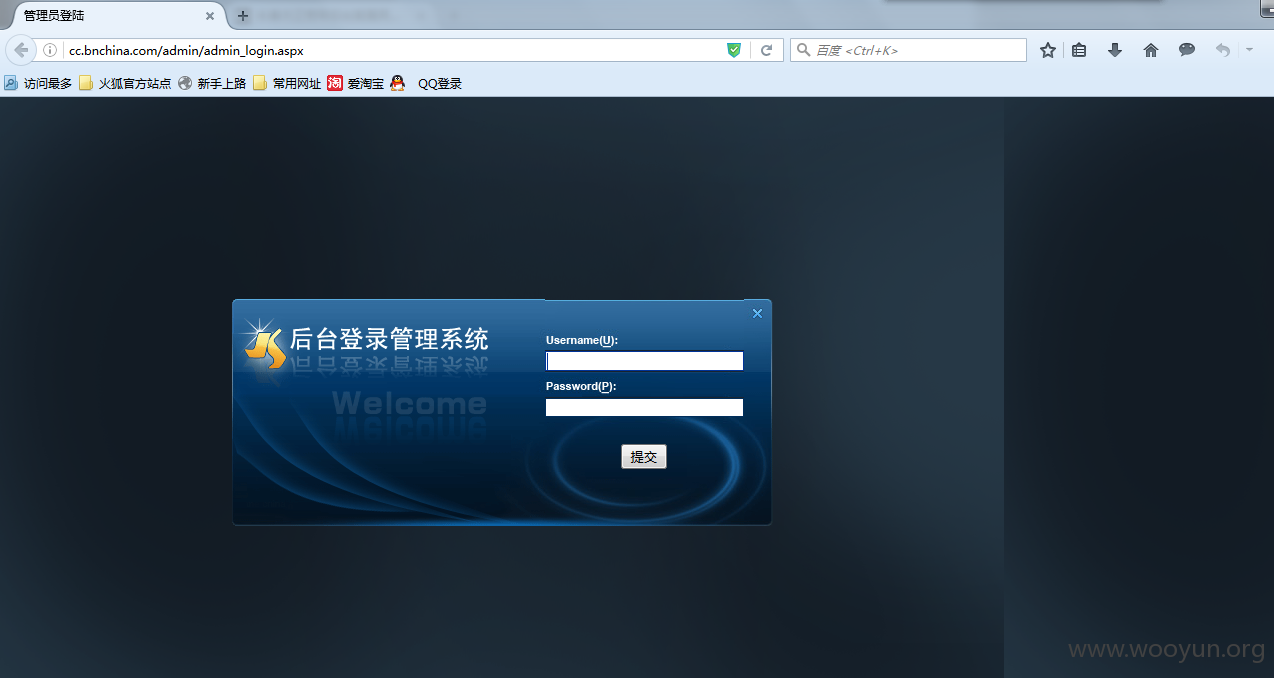 管理员登陆
cc.bnchina.com/admin/admin_login.aspx
百度 <Ctrl+K>
访问最多 火狐官方站点 新手上路 常用网址 淘 爱淘宝 QQ登录
后台登录管理系统
Welcome
Username(U):
Password(P):
提交
www.wooyun.org